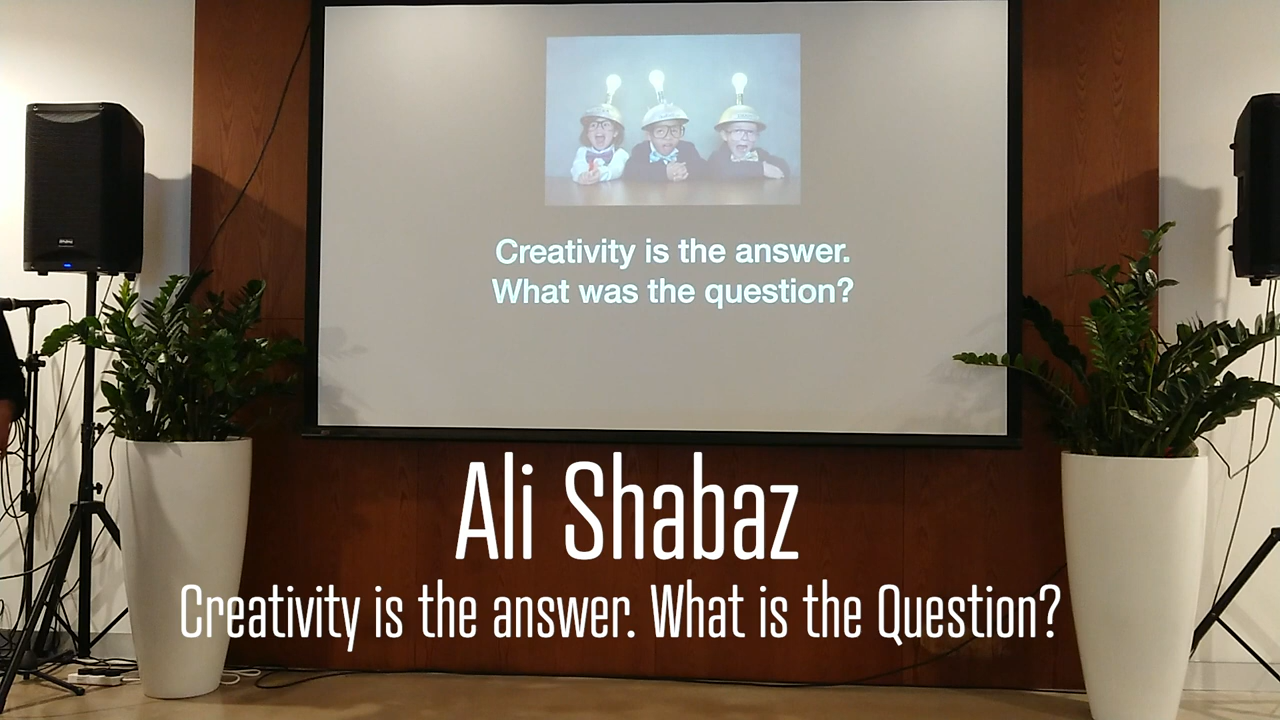 Creativity is the answer.
What was the question?
Ali Shabaz
Creativity is the answer. What is the Question?